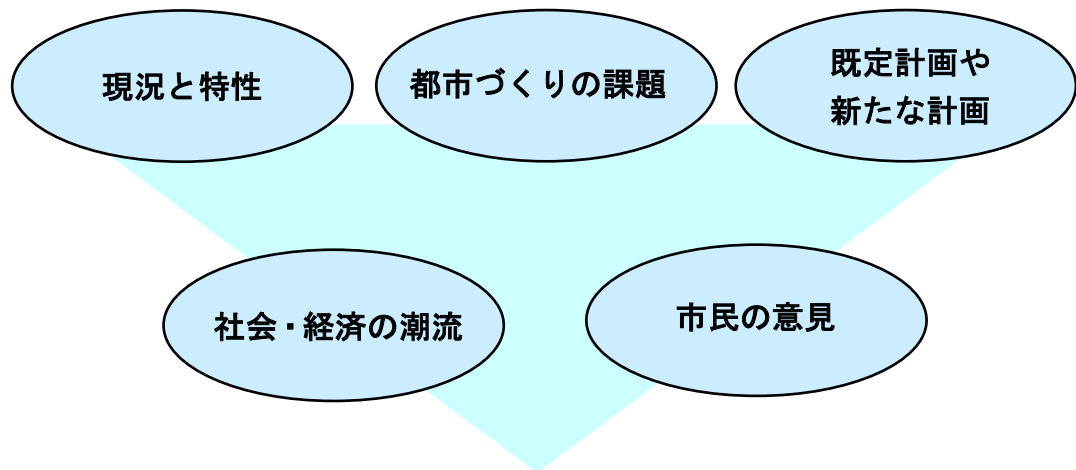 現況と特性
都市づくりの課題
既定計画や
新たな計画
社会・経済の潮流
市民の意見